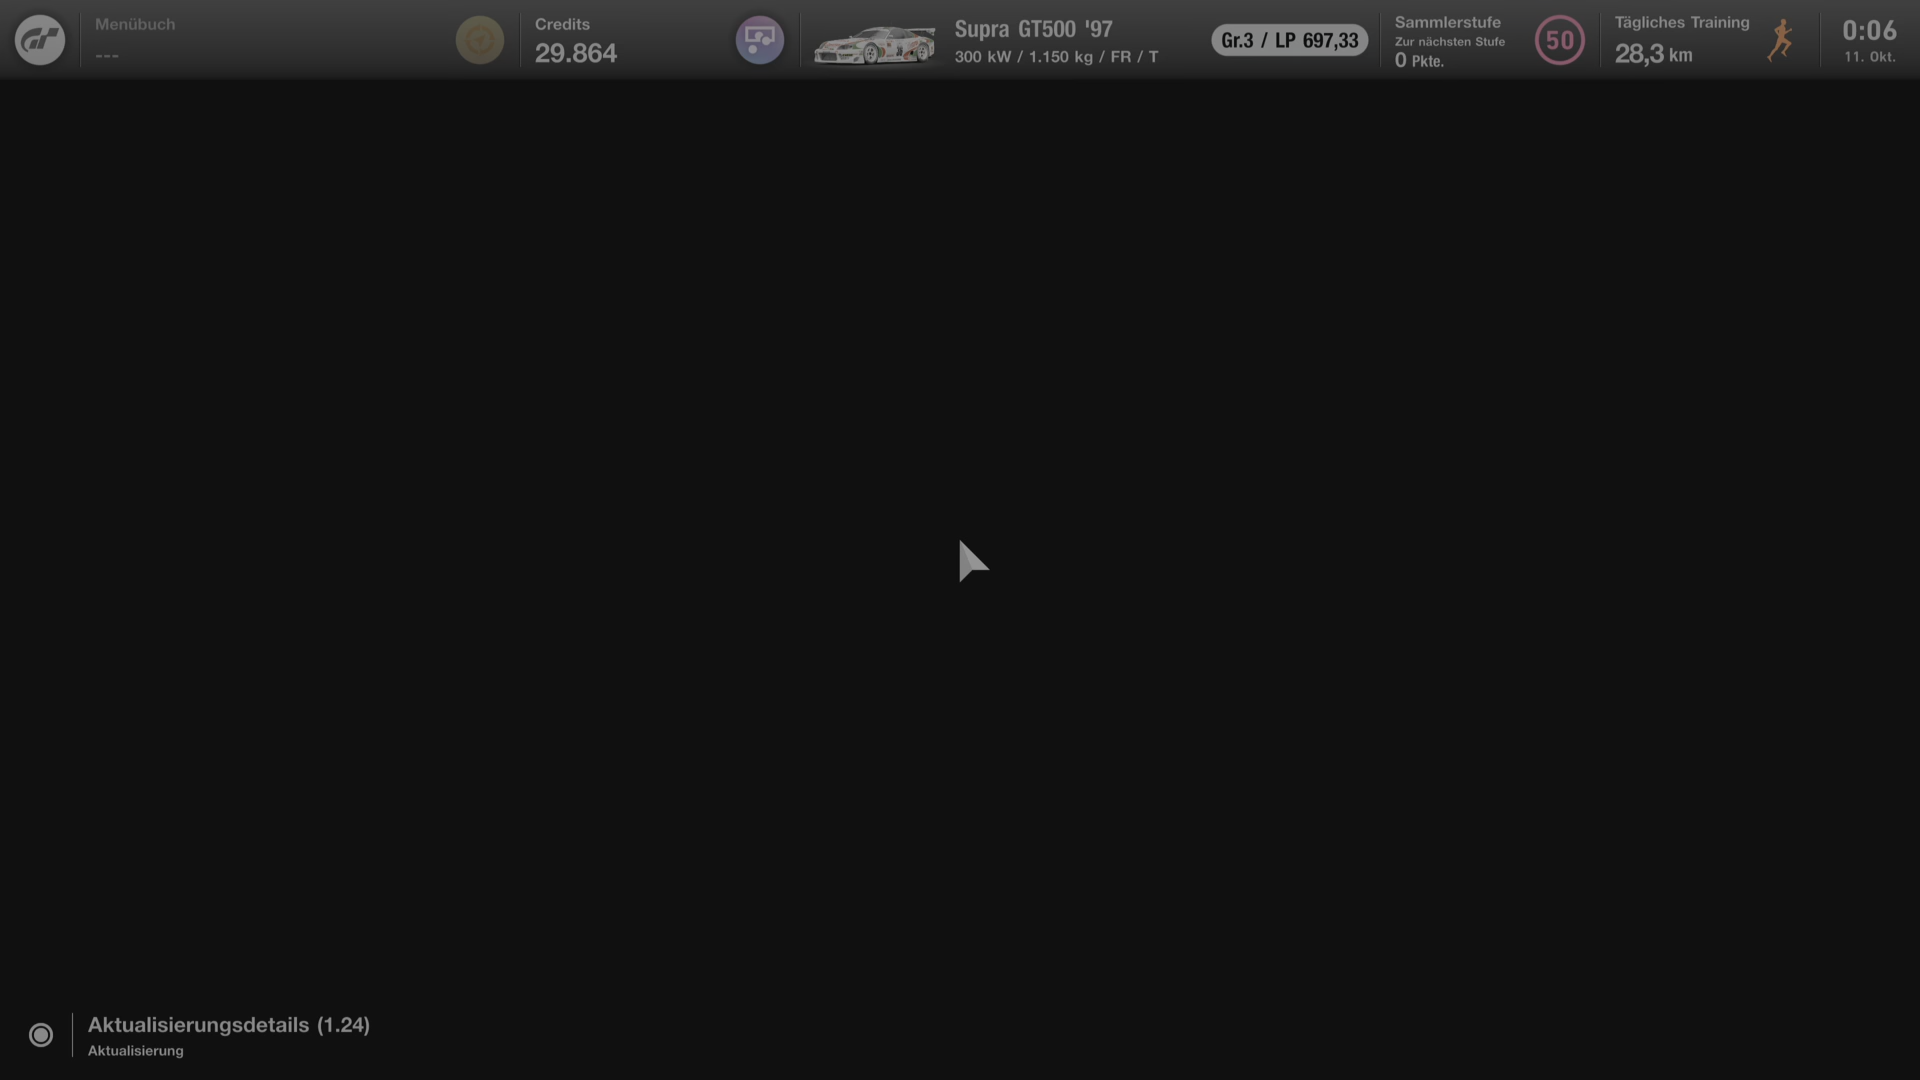 Menübuch
---
Credits
29.864
Supra GT500 '97
300 kW / 1.150 kg / FR / T
Gr.3 / LP 697,33
Sammlerstufe
Zur nächsten Stufe
0 Pkte.
50
Tägliches Training
28,3 km
0:06
11. Okt.
Aktualisierungsdetails (1.24)
Aktualisierung